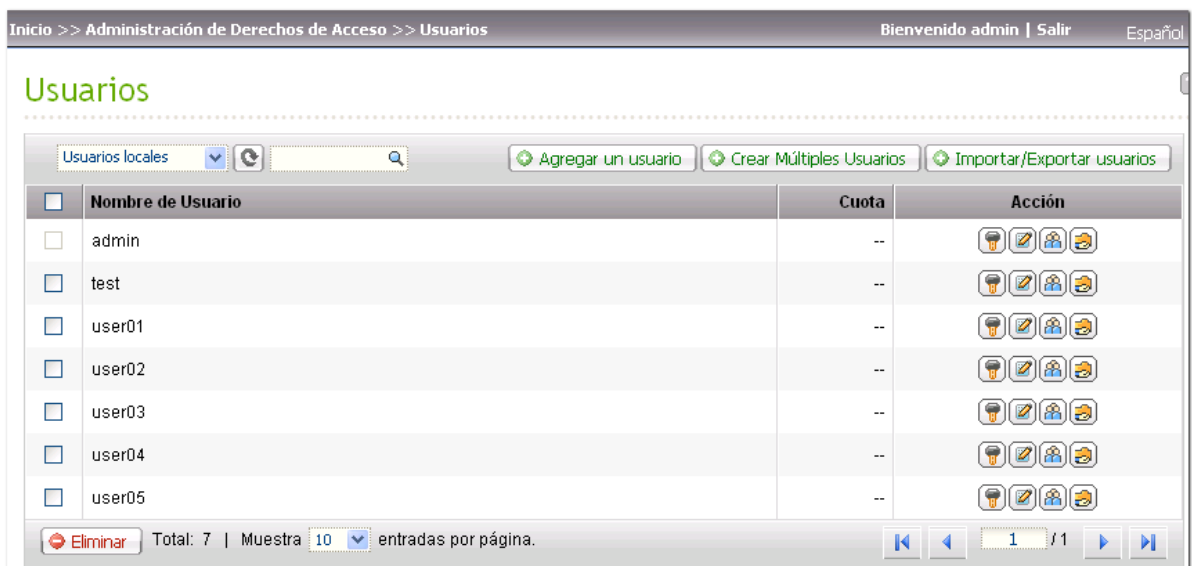 Inicio >> Administración de Derechos de Acceso >> Usuarios Bienvenido admin | Salir Español
Usuarios
Usuarios locales Agregar un usuario Crear Múltiples Usuarios Importar/Exportar usuarios
Nombre de Usuario Cuota Acción
admin --
test --
user01 --
user02 --
user03 --
user04 --
user05 --
Eliminar Total: 7 | Muestra 10 entradas por página. 1 / 1